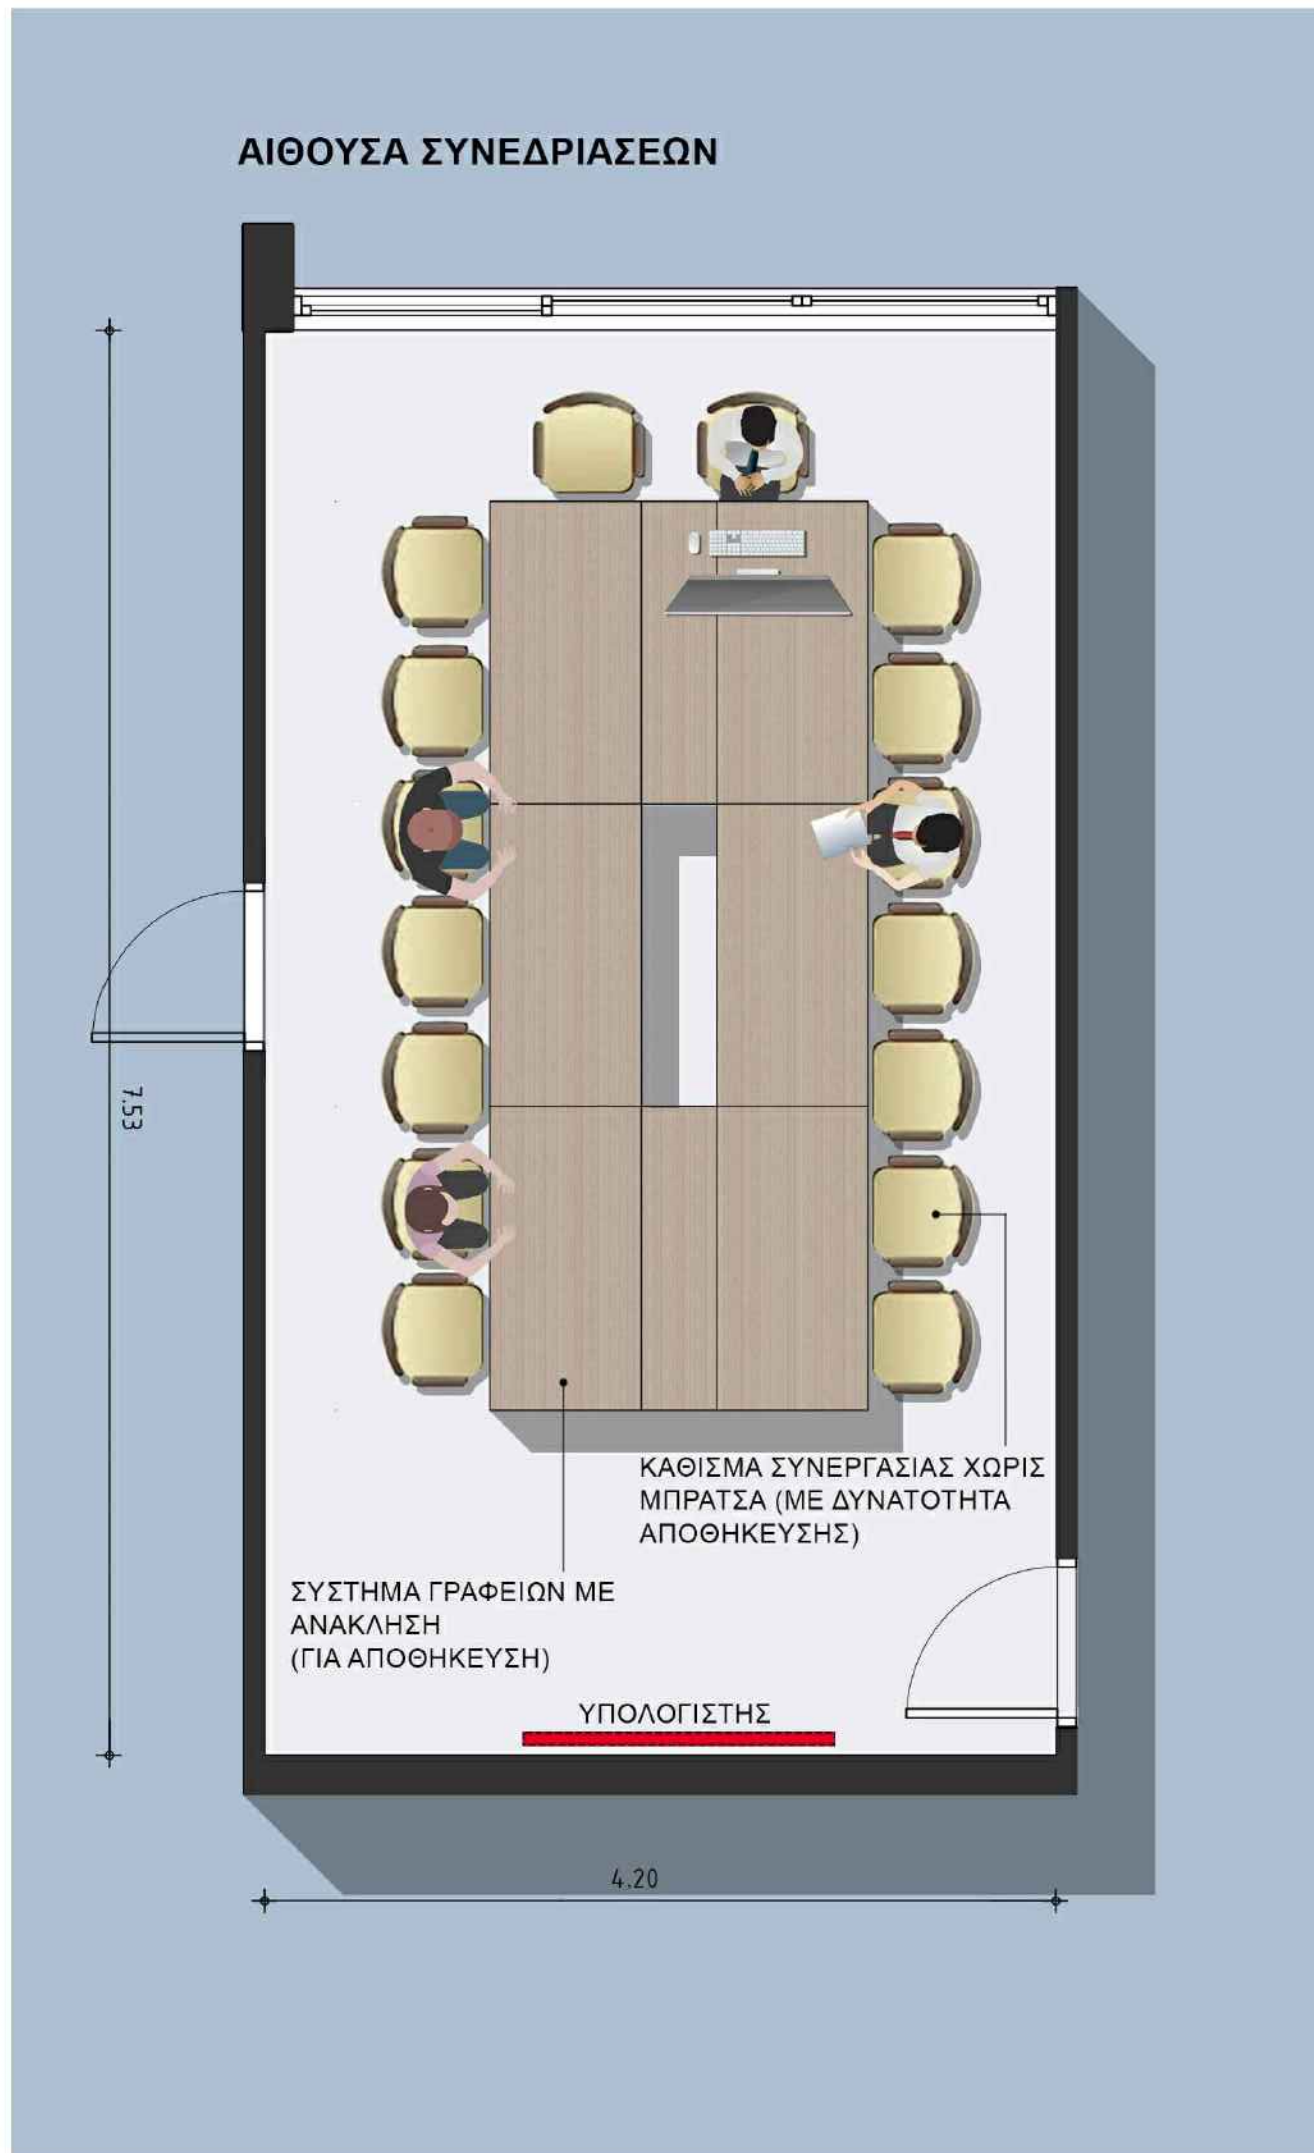 ΑΙΘΟΥΣΑ ΣΥΝΕΔΡΙΑΣΕΩΝ
7.53
ΚΑΘΙΣΜΑ ΣΥΝΕΡΓΑΣΙΑΣ ΧΩΡΙΣ
ΜΠΡΑΤΣΑ (ΜΕ ΔΥΝΑΤΟΤΗΤΑ
ΑΠΟΘΗΚΕΥΣΗΣ)
ΣΥΣΤΗΜΑ ΓΡΑΦΕΙΩΝ ΜΕ
ΑΝΑΚΛΗΣΗ
(ΓΙΑ ΑΠΟΘΗΚΕΥΣΗ)
ΥΠΟΛΟΓΙΣΤΗΣ
4.20